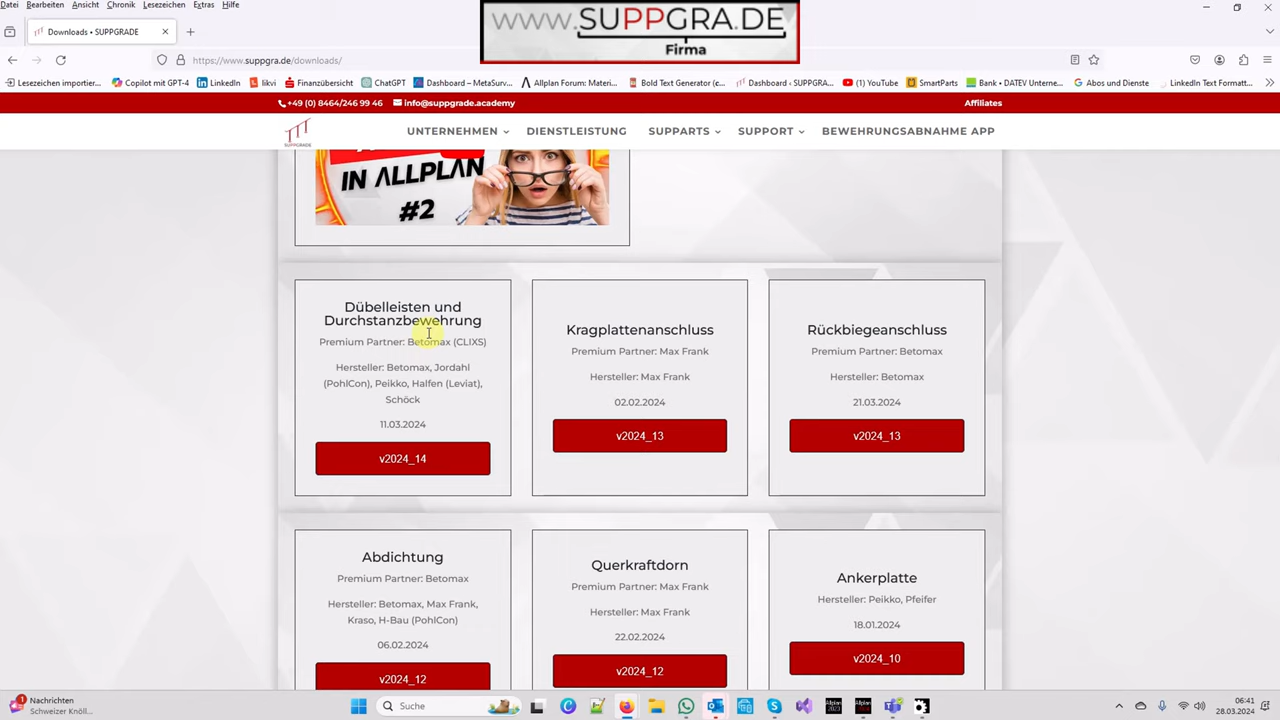 Datei Bearbeiten Ansicht Chronik Lesezeichen Extras Hilfe
WWW.SUPPGRA.DE
Firma
Downloads • SUPPGRADE
https://www.suppgra.de/downloads/
Lesezeichen importier... Copilot mit GPT-4 LinkedIn likvi Finanzübersicht ChatGPT Dashboard – MetaSurv... Allplan Forum: Materi... Bold Text Generator (e... Dashboard ‹ SUPPGRA... (1) YouTube SmartParts Bank • DATEV Unterne... Abos und Dienste LinkedIn Text Formatt...
+49 (0) 8464/246 99 46 info@suppgrade.academy Affiliates
SUPPGRADE
UNTERNEHMEN DIENSTLEISTUNG SUPPARTS SUPPORT BEWEHRUNGSABNAHME APP
IN ALLPLAN
#2
Dübelleisten und
Durchstanzbewehrung
Premium Partner: Betomax (CLIXS)
Hersteller: Betomax, Jordahl
(PohlCon), Peikko, Halfen (Leviat),
Schöck
11.03.2024
v2024_14
Kragplattenanschluss
Premium Partner: Max Frank
Hersteller: Max Frank
02.02.2024
v2024_13
Rückbiegeanschluss
Premium Partner: Betomax
Hersteller: Betomax
21.03.2024
v2024_13
Abdichtung
Premium Partner: Betomax
Hersteller: Betomax, Max Frank,
Kraso, H-Bau (PohlCon)
06.02.2024
v2024_12
Querkraftdorn
Premium Partner: Max Frank
Hersteller: Max Frank
22.02.2024
v2024_12
Ankerplatte
Hersteller: Peikko, Pfeifer
18.01.2024
v2024_10
1
Nachrichten
Schweizer Knöll...
Suche
06:41
28.03.2024